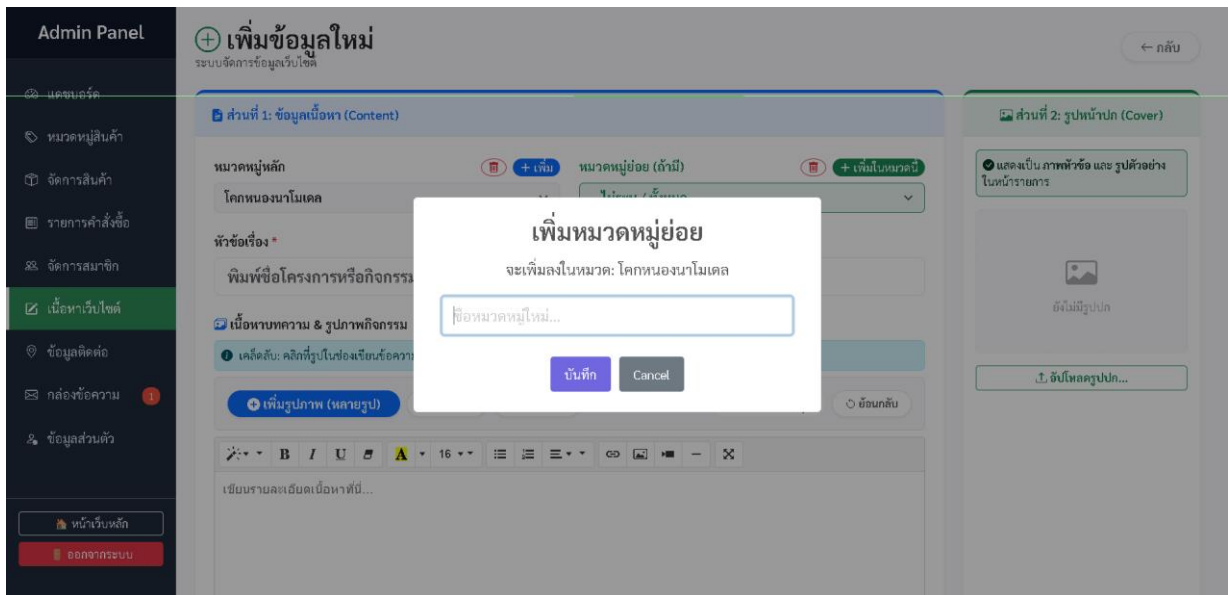 Admin Panel
แดชบอร์ด
หมวดหมู่สินค้า
จัดการสินค้า
รายการคำสั่งซื้อ
จัดการสมาชิก
เนื้อหาเว็บไซต์
ข้อมูลติดต่อ
กล่องข้อความ 1
ข้อมูลส่วนตัว
หน้าเว็บหลัก
ออกจากระบบ
เพิ่มข้อมูลใหม่
ระบบจัดการข้อมูลเว็บไซต์
← กลับ
ส่วนที่ 1: ข้อมูลเนื้อหา (Content)
หมวดหมู่หลัก + เพิ่ม หมวดหมู่ย่อย (ถ้ามี) + เพิ่มในหมวดนี้
โคกหนองนาโมเดล
หัวข้อเรื่อง *
พิมพ์ชื่อโครงการหรือกิจกรรม
เนื้อหาบทความ & รูปภาพกิจกรรม
เคล็ดลับ: คลิกที่รูปในช่องเขียนข้อความ
เพิ่มรูปภาพ (หลายรูป) ย้อนกลับ
B I U A 16
เขียนรายละเอียดเนื้อหาที่นี่...
เพิ่มหมวดหมู่ย่อย
จะเพิ่มลงในหมวด: โคกหนองนาโมเดล
ชื่อหมวดหมู่ใหม่...
บันทึก Cancel
ส่วนที่ 2: รูปหน้าปก (Cover)
แสดงเป็น ภาพหัวข้อ และ รูปตัวอย่าง
ในหน้ารายการ
ยังไม่มีรูปปก
อัปโหลดรูปปก...